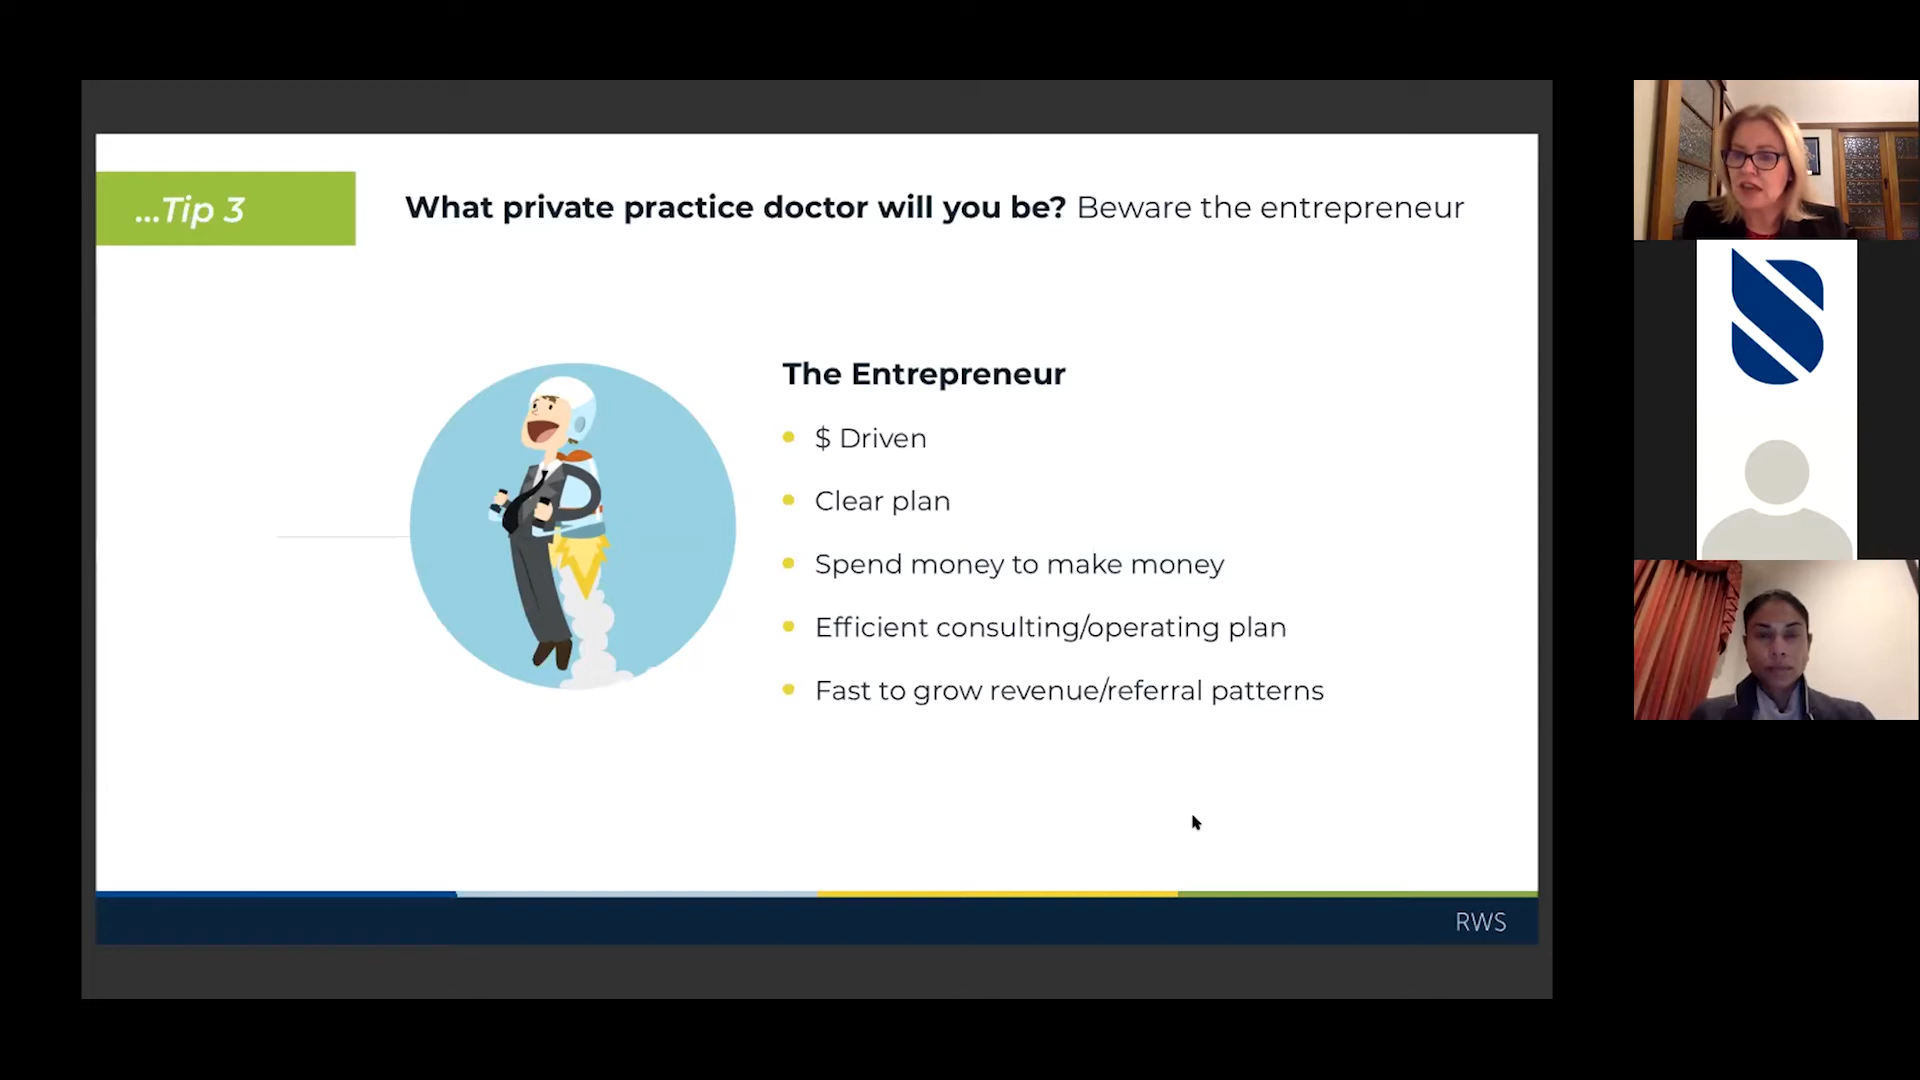 ...Tip 3
What private practice doctor will you be? Beware the entrepreneur
The Entrepreneur
$ Driven
Clear plan
Spend money to make money
Efficient consulting/operating plan
Fast to grow revenue/referral patterns
RWS